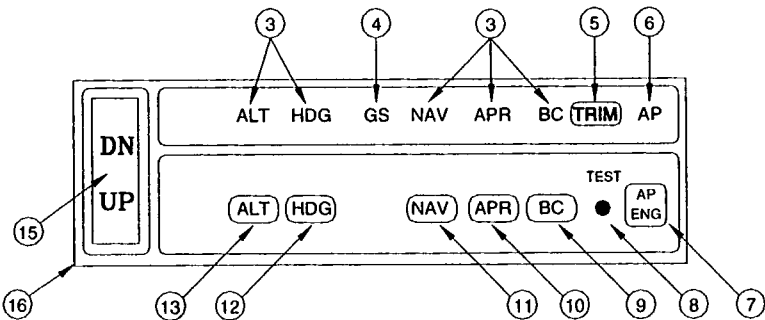 3 4 3 5 6
ALT HDG GS NAV APR BC TRIM AP
DN
UP
TEST
ALT HDG NAV APR BC AP
ENG
15
16 13 12 11 10 9 8 7